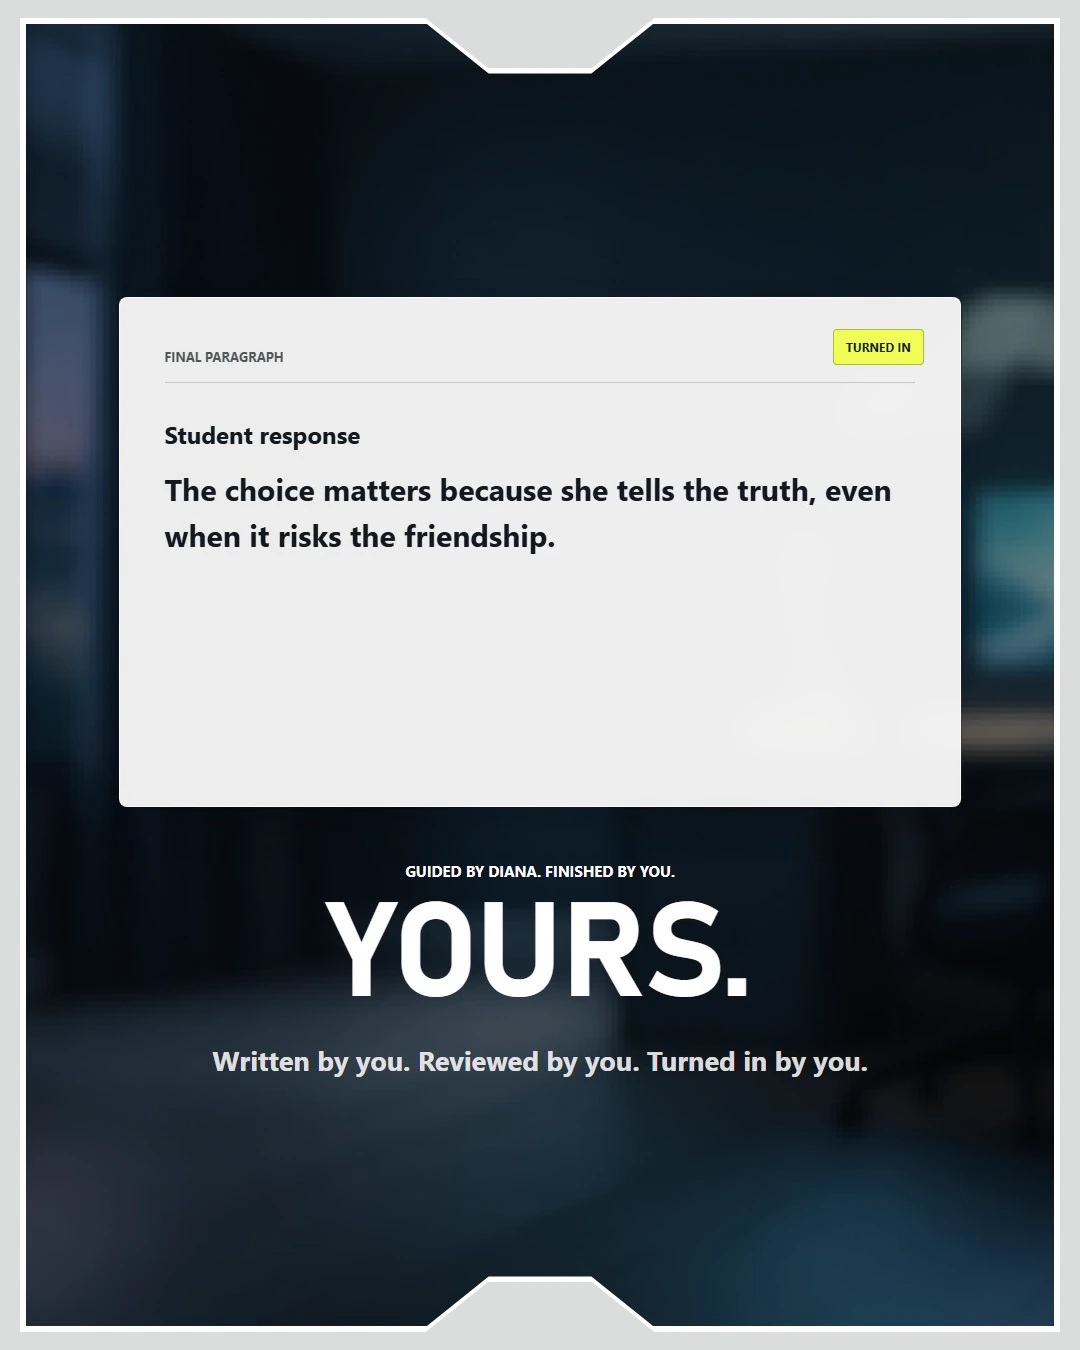 FINAL PARAGRAPH
TURNED IN
Student response
The choice matters because she tells the truth, even
when it risks the friendship.
GUIDED BY DIANA. FINISHED BY YOU.
YOURS.
Written by you. Reviewed by you. Turned in by you.